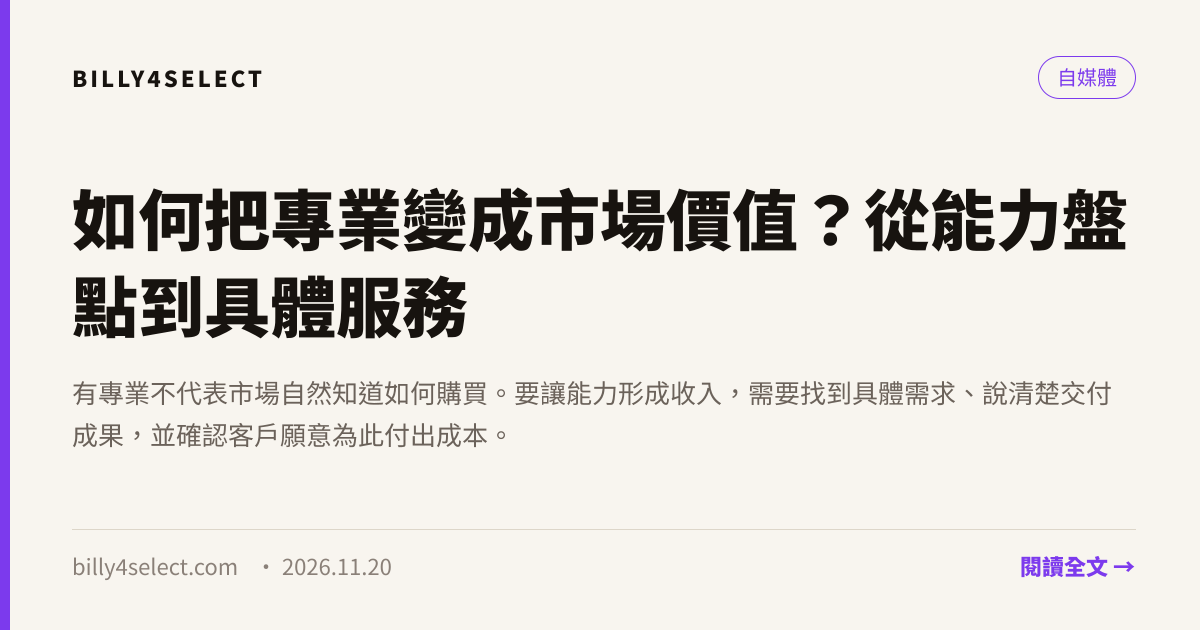 BILLY4SELECT
自媒體
如何把專業變成市場價值？從能力盤
點到具體服務
有專業不代表市場自然知道如何購買。要讓能力形成收入，需要找到具體需求、說清楚交付
成果，並確認客戶願意為此付出成本。
billy4select.com ・ 2026.11.20
閱讀全文 →